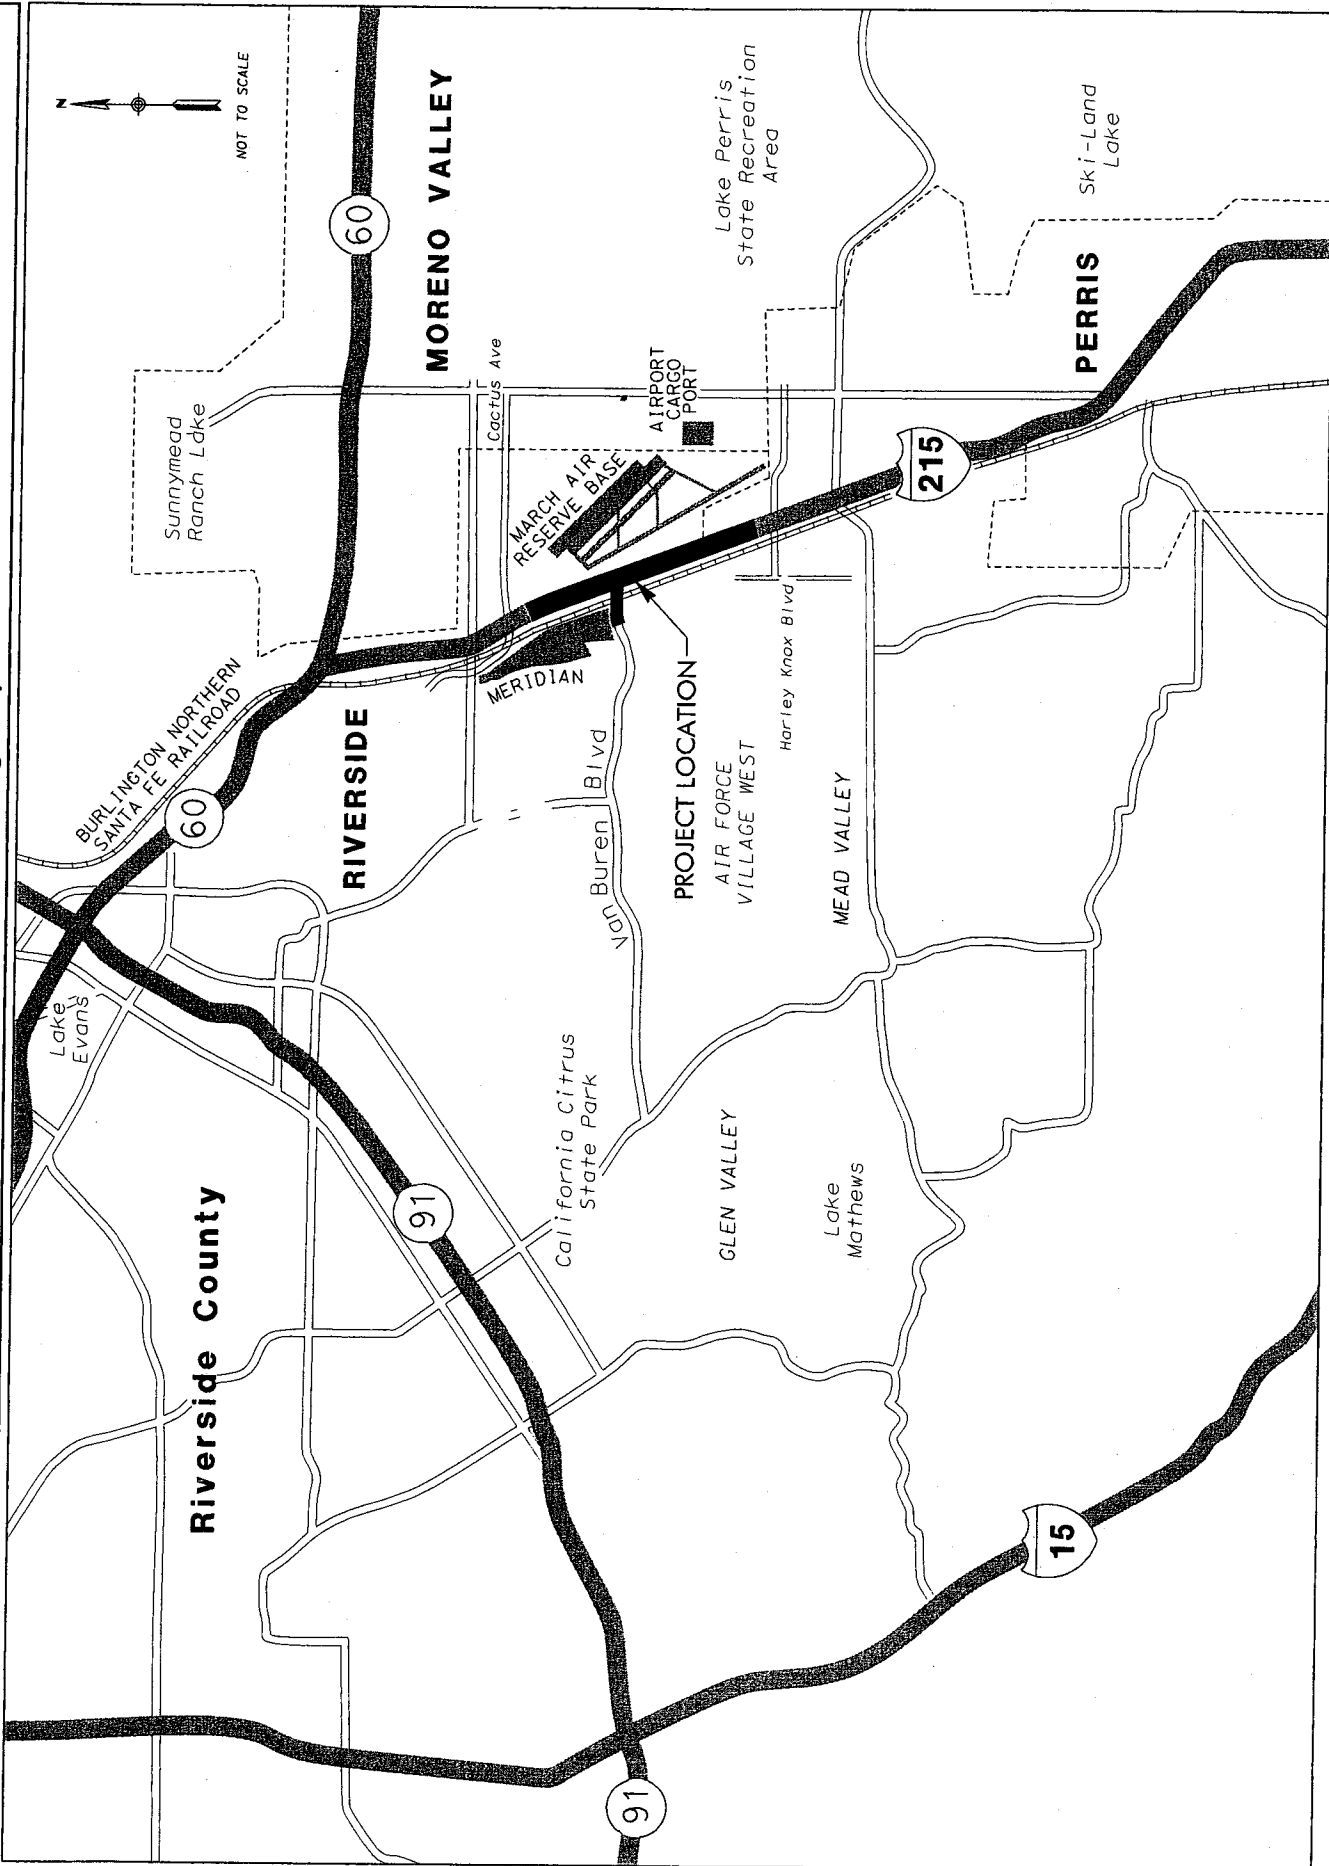 Z
NOT TO SCALE
60
MORENO VALLEY
Sunnymead
Ranch Lake
Cactus Ave
Lake Perris
State Recreation
Area
Ski-Land
Lake
PERRIS
AIRPORT
CARGO
PORT
MARCH AIR
RESERVE BASE
215
BURLINGTON NORTHERN
SANTA FE RAILROAD
60
RIVERSIDE
MERIDIAN
Van Buren Blvd
PROJECT LOCATION
AIR FORCE
VILLAGE WEST
Harley Knox Blvd
MEAD VALLEY
Lake
Evans
Riverside County
91
California Citrus
State Park
GLEN VALLEY
Lake
Mathews
15
91